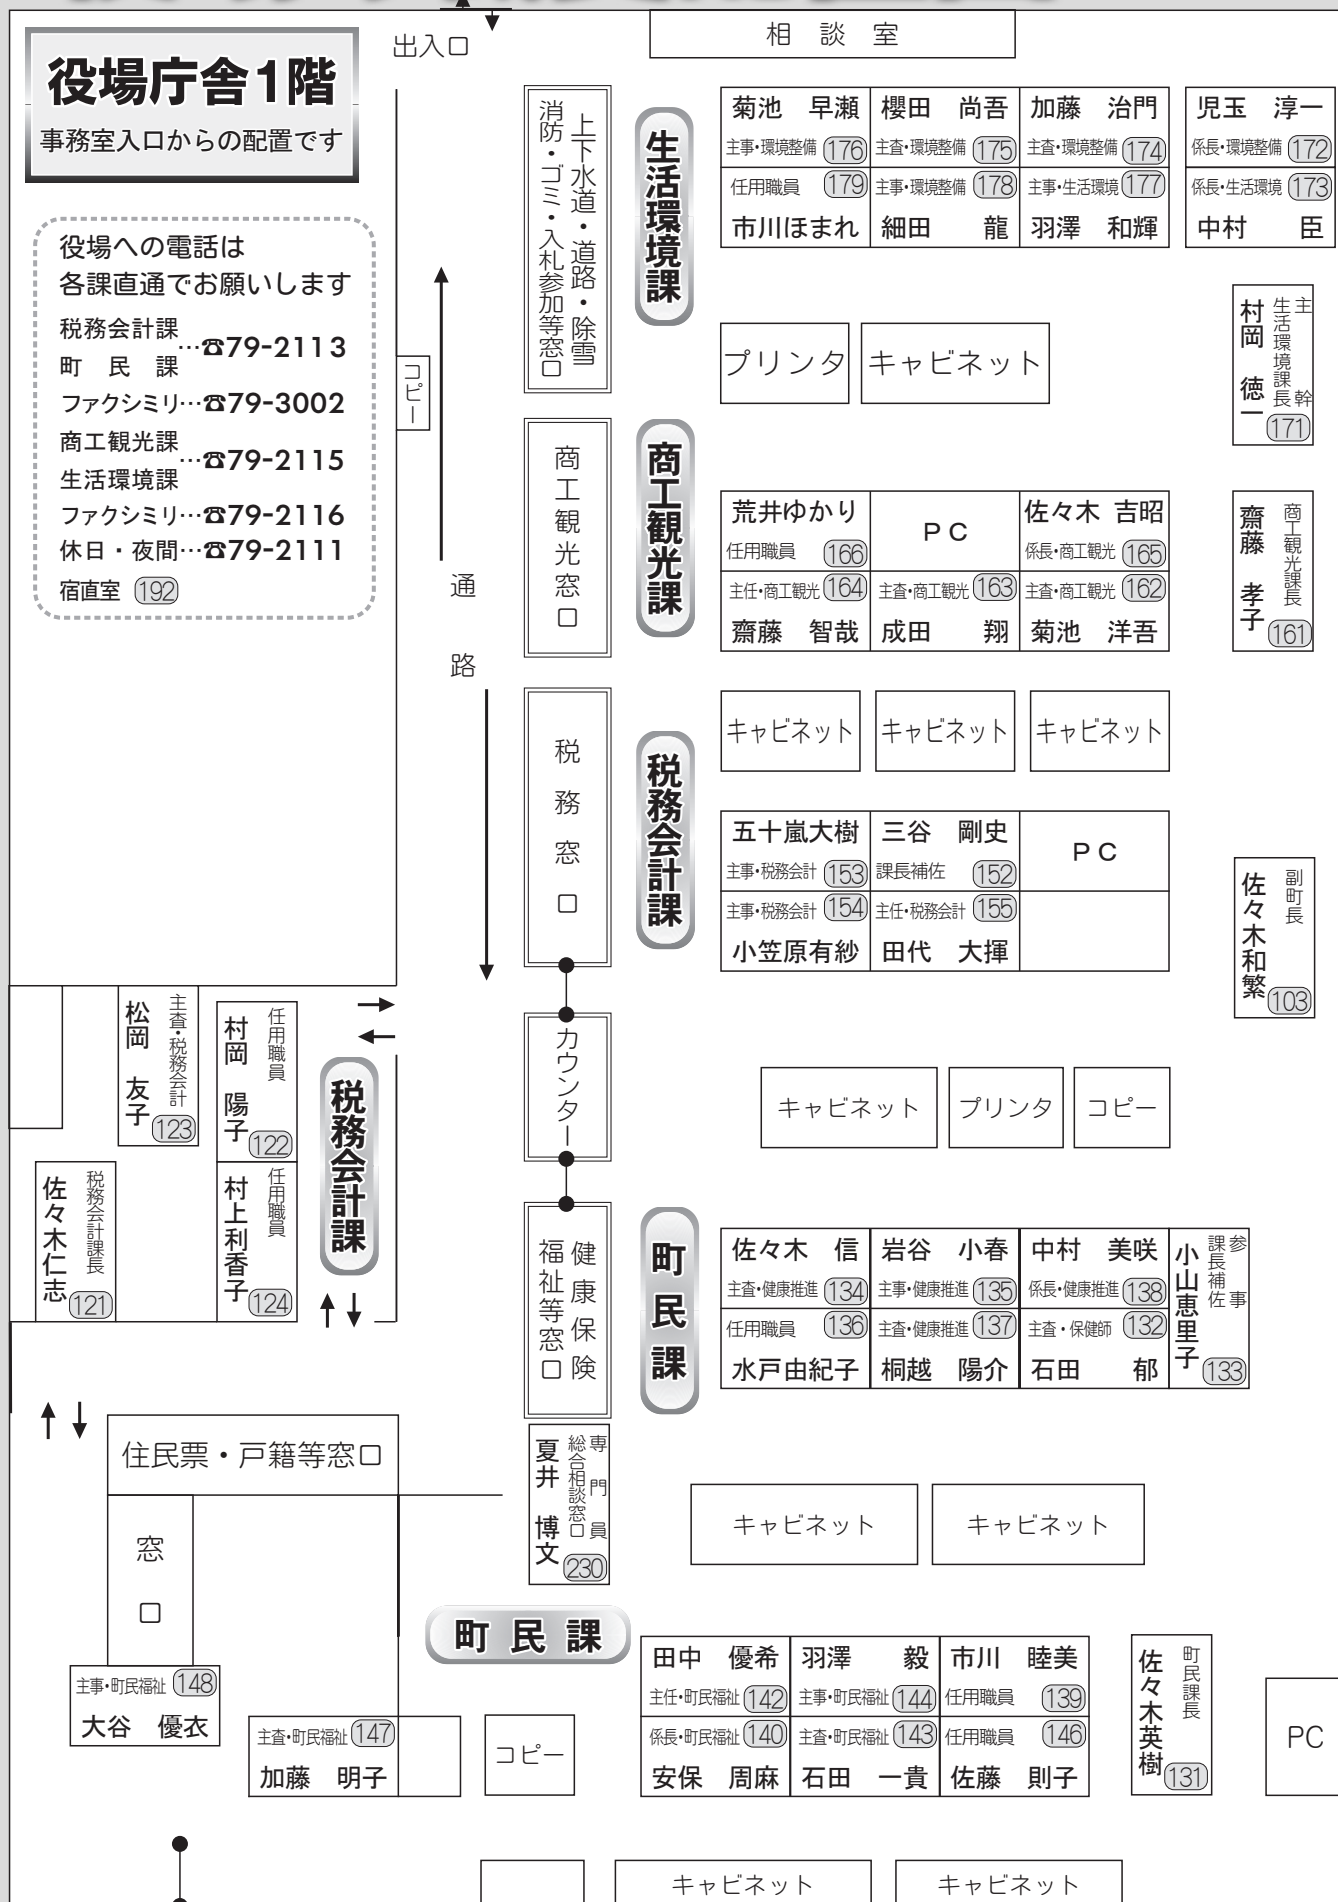 役場庁舎1階
事務室入口からの配置です
役場への電話は
各課直通でお願いします
税務会計課
町民課
…☎79-2113
ファクシミリ…☎79-3002
商工観光課
生活環境課
…☎79-2115
ファクシミリ…☎79-2116
休日・夜間…☎79-2111
宿直室 192
出入口
相談室
コピー
通路
上下水道・道路・除雪
消防・ゴミ・入札参加等窓口
生活環境課
菊池 早瀬
主事・環境整備 176
櫻田 尚吾
主査・環境整備 175
加藤 治門
主査・環境整備 174
児玉 淳一
係長・環境整備 172
任用職員 179
市川ほまれ
主事・環境整備 178
細田 龍
主事・生活環境 177
羽澤 和輝
係長・生活環境 173
中村 臣
プリンタ
キャビネット
主幹
生活環境課長
村岡 徳一
171
商工観光窓口
商工観光課
荒井ゆかり
任用職員 166
PC
佐々木 吉昭
係長・商工観光 165
主任・商工観光 164
齋藤 智哉
主査・商工観光 163
成田 翔
主査・商工観光 162
菊池 洋吾
商工観光課長
齋藤 孝子
161
キャビネット
キャビネット
キャビネット
税務窓口
税務会計課
五十嵐大樹
主事・税務会計 153
三谷 剛史
課長補佐 152
PC
主事・税務会計 154
小笠原有紗
主任・税務会計 155
田代 大揮
副町長
佐々木和繁
103
カウンター
キャビネット
プリンタ
コピー
主査・税務会計
松岡 友子
123
任用職員
村岡 陽子
122
税務会計課長
佐々木仁志
121
任用職員
村上利香子
124
税務会計課
健康保険
福祉等窓口
町民課
佐々木 信
主査・健康推進 134
岩谷 小春
主事・健康推進 135
中村 美咲
係長・健康推進 138
任用職員 136
水戸由紀子
主査・健康推進 137
桐越 陽介
主査・保健師 132
石田 郁
参事
課長補佐
小山恵里子
133
住民票・戸籍等窓口
窓口
専門員
総合相談窓口
夏井 博文
230
キャビネット
キャビネット
町民課
田中 優希
主任・町民福祉 142
羽澤 毅
主事・町民福祉 144
市川 睦美
任用職員 139
係長・町民福祉 140
安保 周麻
主査・町民福祉 143
石田 一貴
任用職員 146
佐藤 則子
町民課長
佐々木英樹
131
PC
主事・町民福祉 148
大谷 優衣
主査・町民福祉 147
加藤 明子
コピー
キャビネット
キャビネット